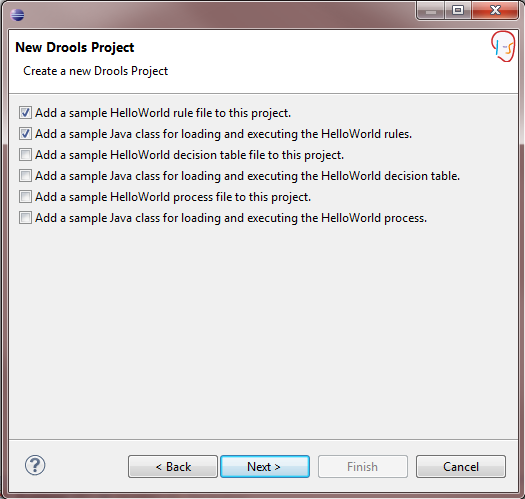 New Drools Project
Create a new Drools Project
Add a sample HelloWorld rule file to this project.
Add a sample Java class for loading and executing the HelloWorld rules.
Add a sample HelloWorld decision table file to this project.
Add a sample Java class for loading and executing the HelloWorld decision table.
Add a sample HelloWorld process file to this project.
Add a sample Java class for loading and executing the HelloWorld process.
? < Back Next > Finish Cancel